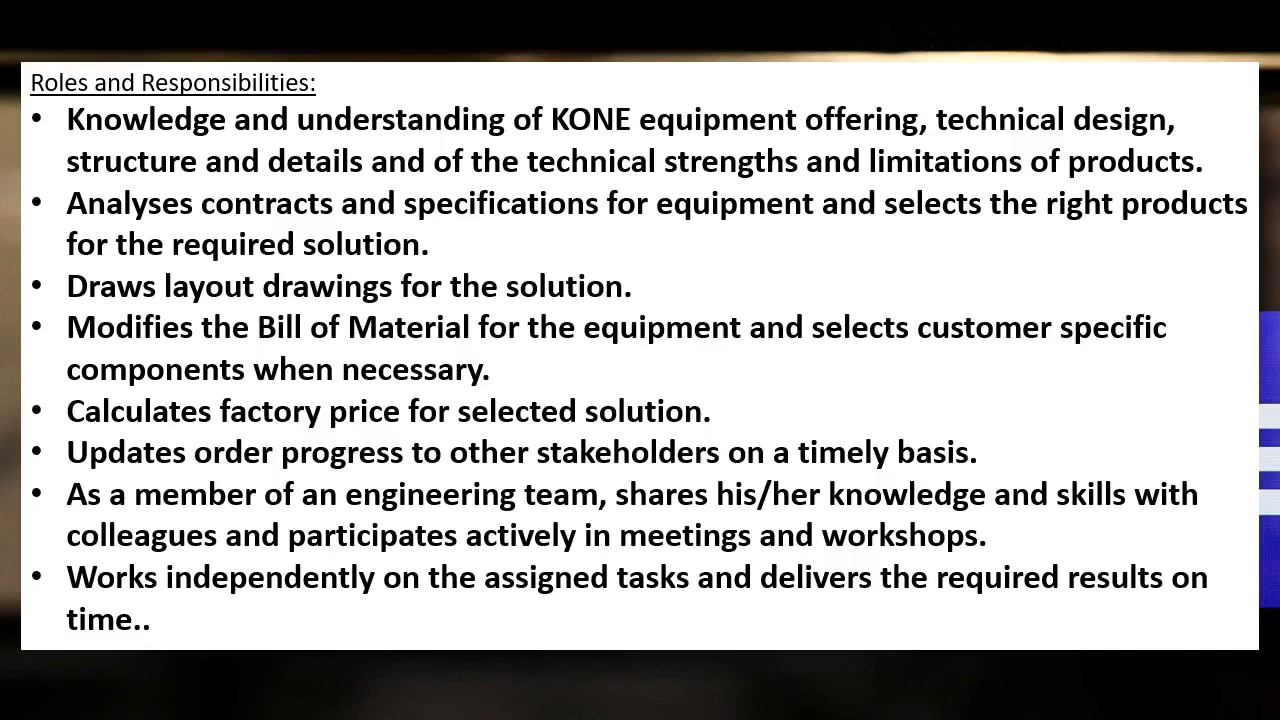 Roles and Responsibilities:
• Knowledge and understanding of KONE equipment offering, technical design,
structure and details and of the technical strengths and limitations of products.
• Analyses contracts and specifications for equipment and selects the right products
for the required solution.
• Draws layout drawings for the solution.
• Modifies the Bill of Material for the equipment and selects customer specific
components when necessary.
• Calculates factory price for selected solution.
• Updates order progress to other stakeholders on a timely basis.
• As a member of an engineering team, shares his/her knowledge and skills with
colleagues and participates actively in meetings and workshops.
• Works independently on the assigned tasks and delivers the required results on
time..